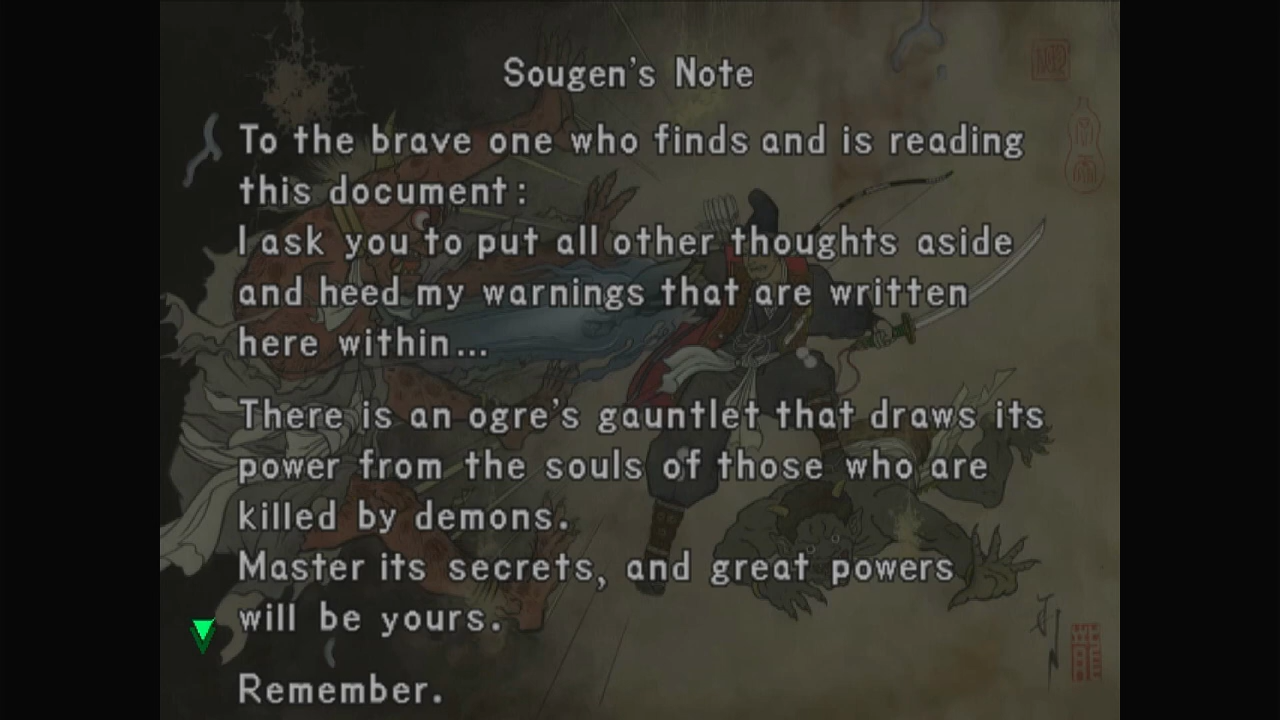 Sougen's Note
To the brave one who finds and is reading
this document:
I ask you to put all other thoughts aside
and heed my warnings that are written
here within...
There is an ogre's gauntlet that draws its
power from the souls of those who are
killed by demons.
Master its secrets, and great powers
will be yours.
Remember.